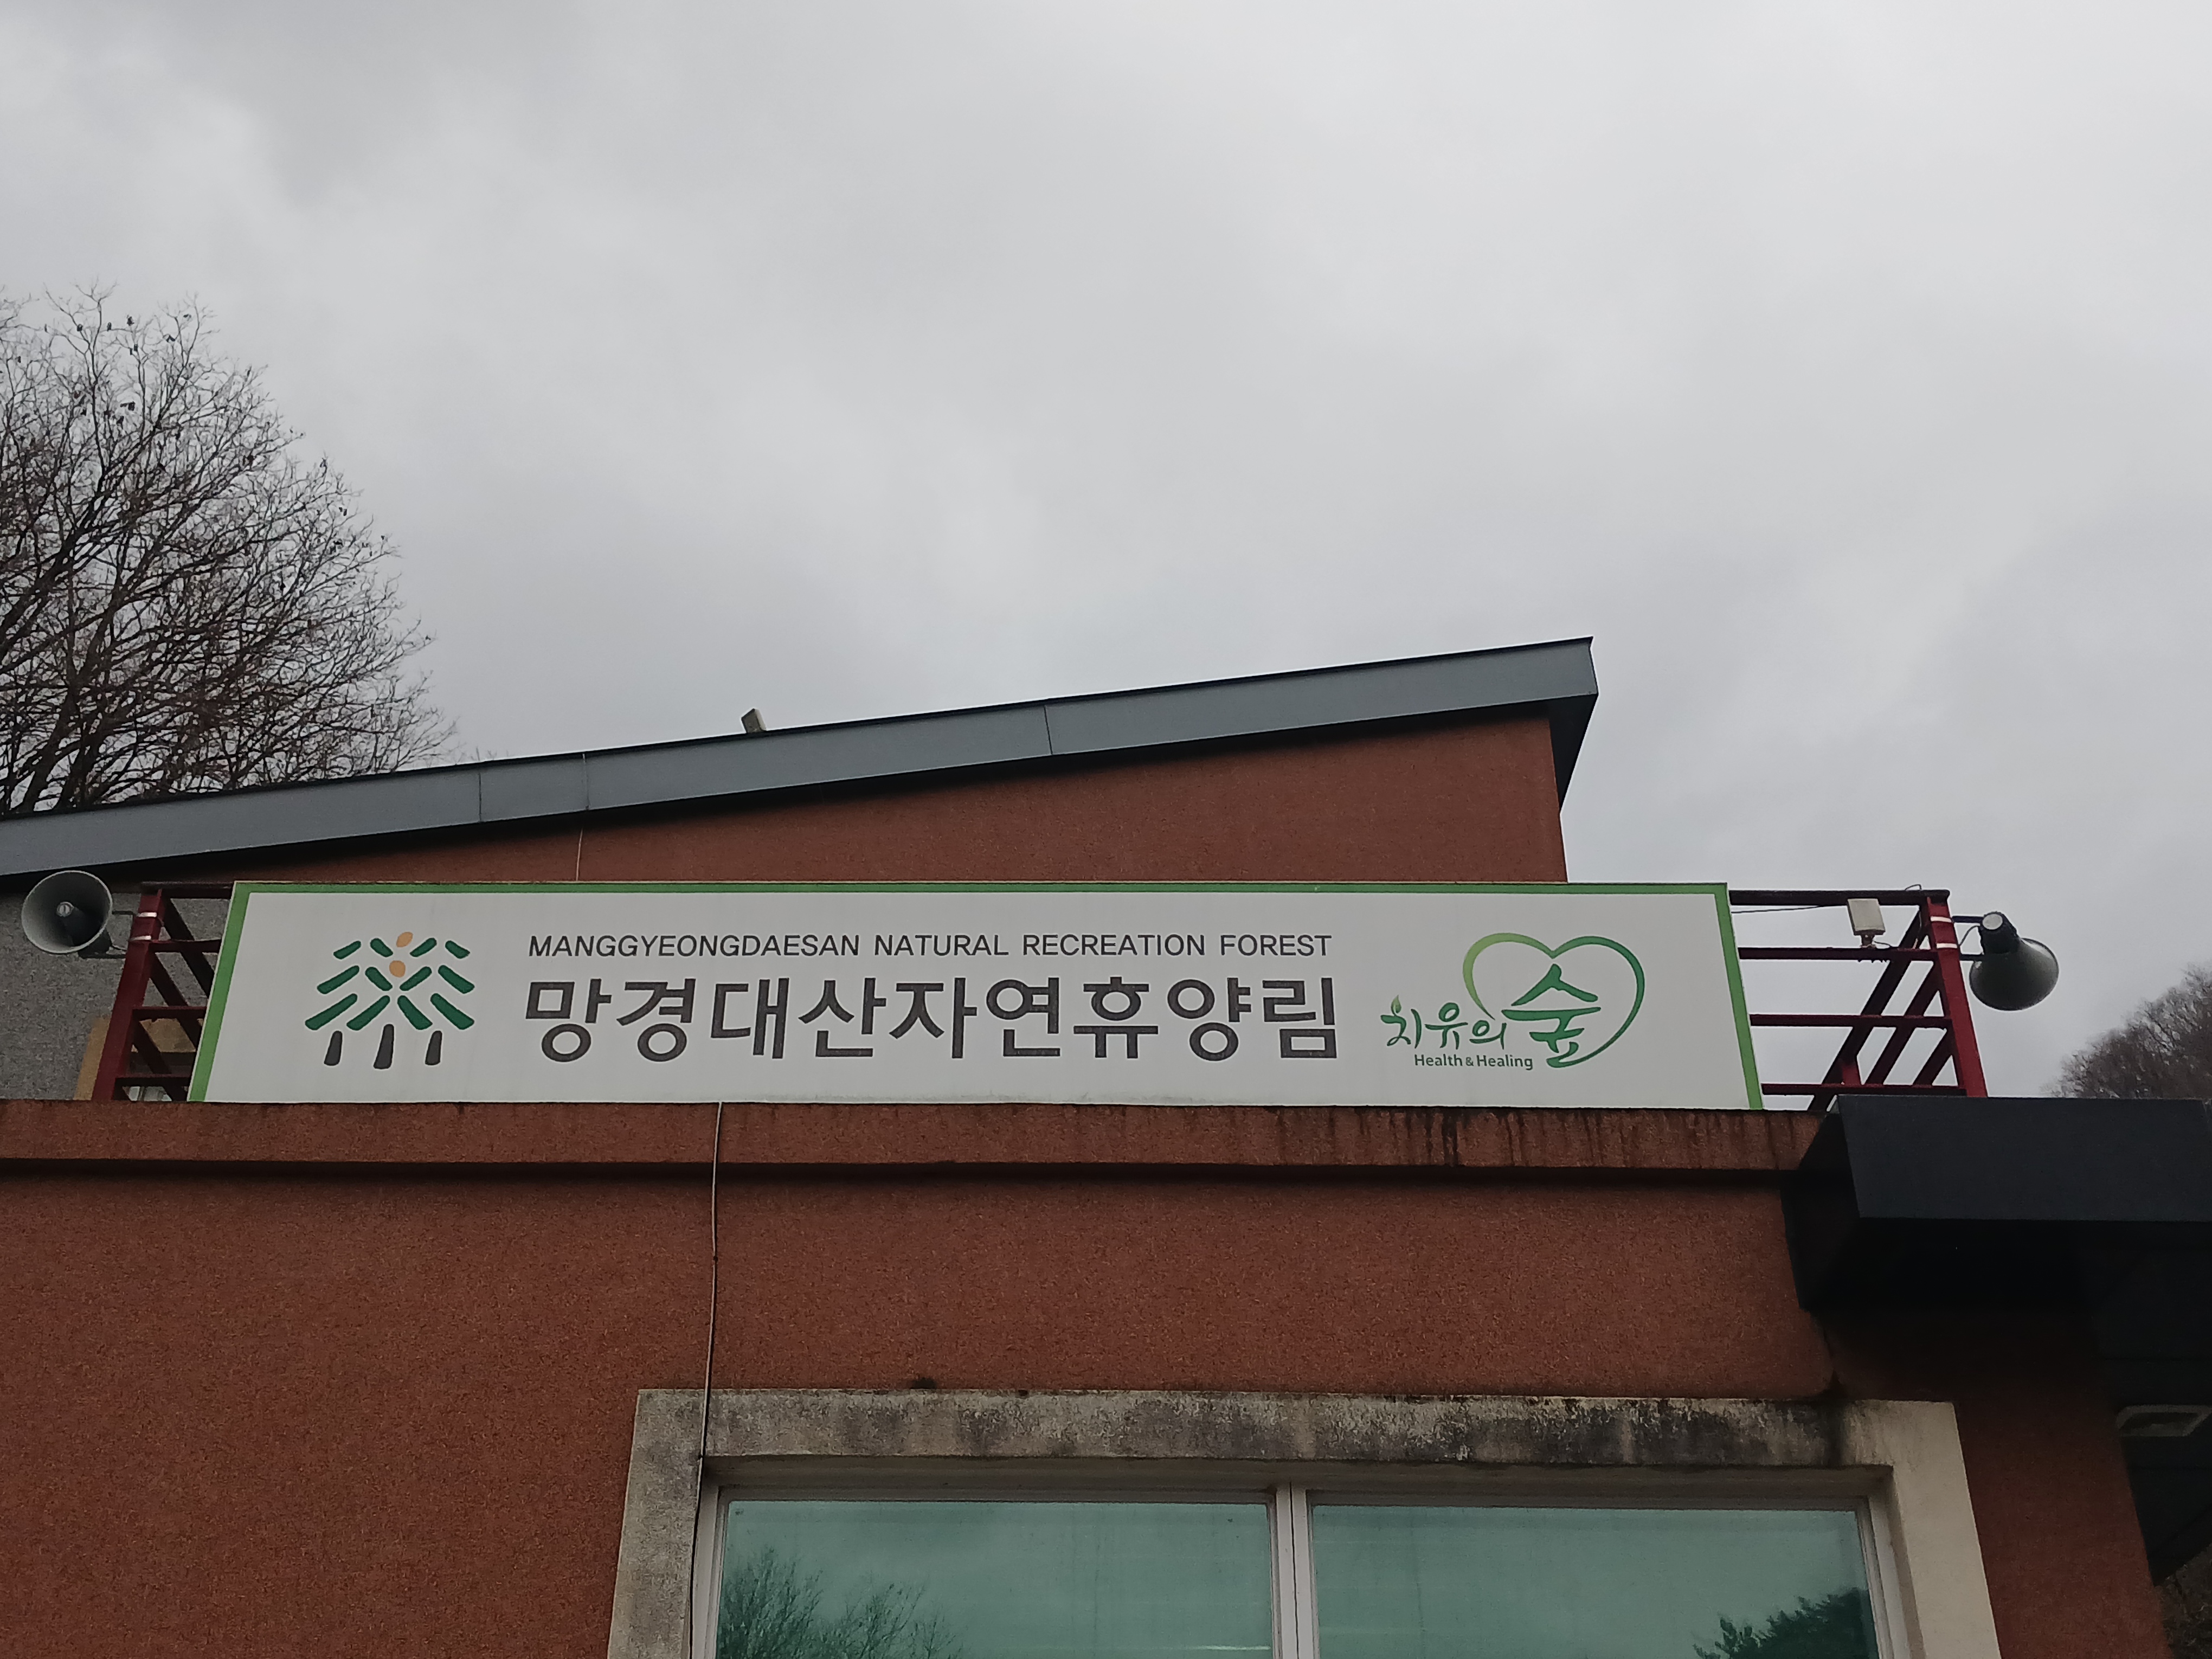 MANGGYEONGDAESAN NATURAL RECREATION FOREST
망경대산자연휴양림
치유의 숲
Health & Healing